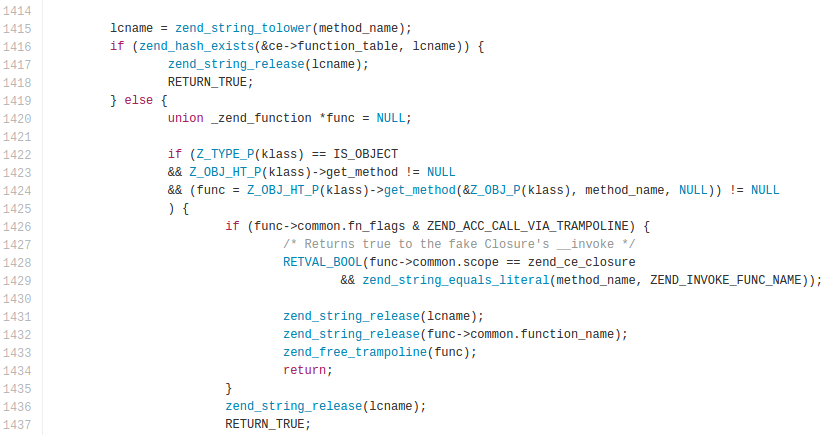 1414
1415 lcname = zend_string_tolower(method_name);
1416 if (zend_hash_exists(&ce->function_table, lcname)) {
1417 zend_string_release(lcname);
1418 RETURN_TRUE;
1419 } else {
1420 union _zend_function *func = NULL;
1421
1422 if (Z_TYPE_P(klass) == IS_OBJECT
1423 && Z_OBJ_HT_P(klass)->get_method != NULL
1424 && (func = Z_OBJ_HT_P(klass)->get_method(&Z_OBJ_P(klass), method_name, NULL)) != NULL
1425 ) {
1426 if (func->common.fn_flags & ZEND_ACC_CALL_VIA_TRAMPOLINE) {
1427 /* Returns true to the fake Closure's __invoke */
1428 RETVAL_BOOL(func->common.scope == zend_ce_closure
1429 && zend_string_equals_literal(method_name, ZEND_INVOKE_FUNC_NAME));
1430
1431 zend_string_release(lcname);
1432 zend_string_release(func->common.function_name);
1433 zend_free_trampoline(func);
1434 return;
1435 }
1436 zend_string_release(lcname);
1437 RETURN_TRUE;